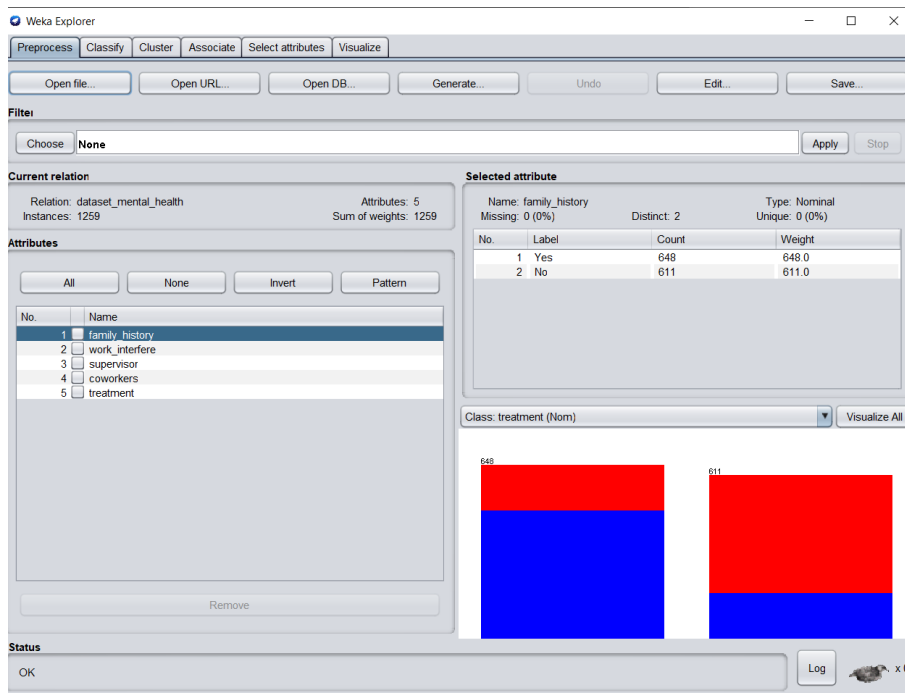 Weka Explorer
Preprocess Classify Cluster Associate Select attributes Visualize
Open file... Open URL... Open DB... Generate... Undo Edit... Save...
Filter
Choose None Apply Stop
Current relation
Relation: dataset_mental_health Attributes: 5
Instances: 1259 Sum of weights: 1259
Attributes
All None Invert Pattern
No. Name
1 family_history
2 work_interfere
3 supervisor
4 coworkers
5 treatment
Remove
Selected attribute
Name: family_history Type: Nominal
Missing: 0 (0%) Distinct: 2 Unique: 0 (0%)
No. Label Count Weight
1 Yes 648 648.0
2 No 611 611.0
Class: treatment (Nom) Visualize All
648
611
Status
OK
Log x